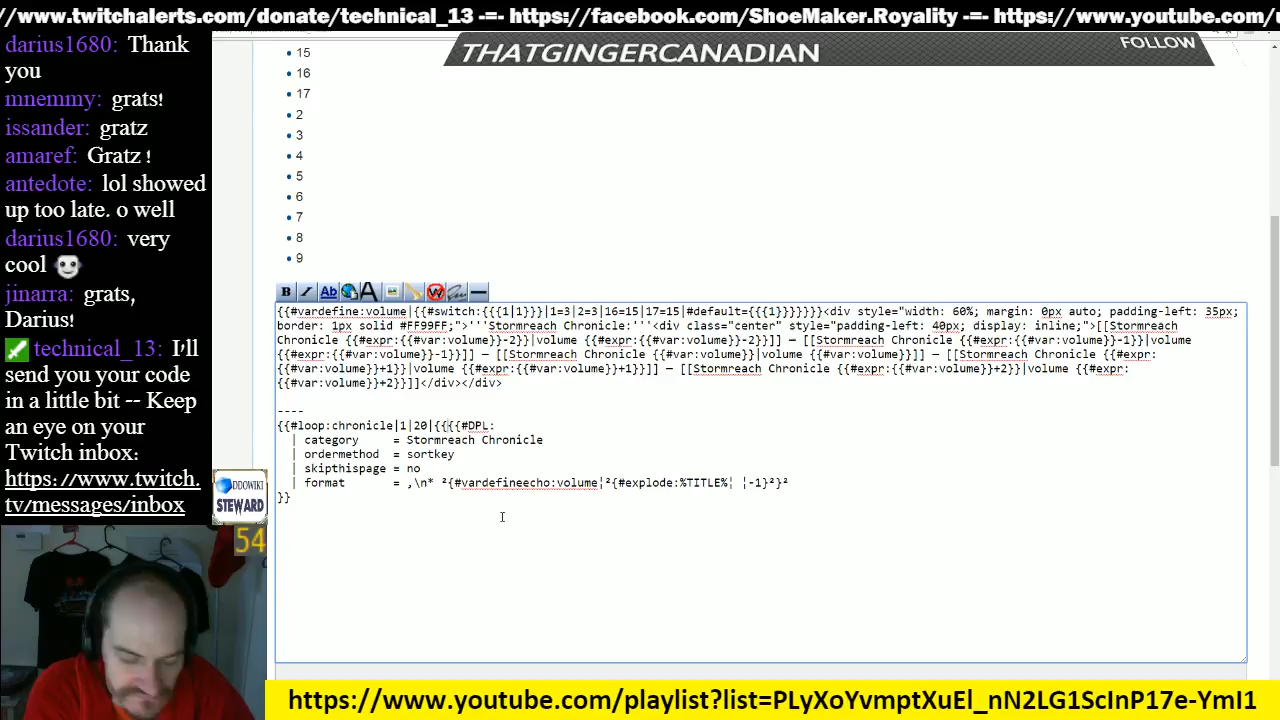 //www.twitchalerts.com/donate/technical_13 -=- https://facebook.com/ShoeMaker.Royality -=- https://www.youtube.com/
THATGINGERCANADIAN
FOLLOW
darius1680: Thank
you
mnemmy: grats!
issander: gratz
amaref: Gratz !
antedote: lol showed
up too late. o well
darius1680: very
cool
jinarra: grats,
Darius!
technical_13: I'll
send you your code
in a little bit -- Keep
an eye on your
Twitch inbox:
https://www.twitch.
tv/messages/inbox
DDOWIKI
STEWARD
54
• 15
• 16
• 17
• 2
• 3
• 4
• 5
• 6
• 7
• 8
• 9
B I Ab A W
{{#vardefine:volume|{{#switch:{{{1|1}}}|1=3|2=3|16=15|17=15|#default={{{1}}}}}}}<div style="width: 60%; margin: 0px auto; padding-left: 35px;
border: 1px solid #FF99FF;">'''Stormreach Chronicle:'''<div class="center" style="padding-left: 40px; display: inline;">[[Stormreach
Chronicle {{#expr:{{#var:volume}}-2}}|volume {{#expr:{{#var:volume}}-2}}]] — [[Stormreach Chronicle {{#expr:{{#var:volume}}-1}}|volume
{{#expr:{{#var:volume}}-1}}]] — [[Stormreach Chronicle {{#var:volume}}|volume {{#var:volume}}]] — [[Stormreach Chronicle {{#expr:
{{#var:volume}}+1}}|volume {{#expr:{{#var:volume}}+1}}]] — [[Stormreach Chronicle {{#expr:{{#var:volume}}+2}}|volume {{#expr:
{{#var:volume}}+2}}]]</div></div>
----
{{#loop:chronicle|1|20|{{{{#DPL:
| category = Stormreach Chronicle
| ordermethod = sortkey
| skipthispage = no
| format = ,\n* ²{#vardefineecho:volume¦²{#explode:%TITLE%¦ ¦-1}²}²
}}
https://www.youtube.com/playlist?list=PLyXoYvmptXuEl_nN2LG1ScInP17e-YmI1